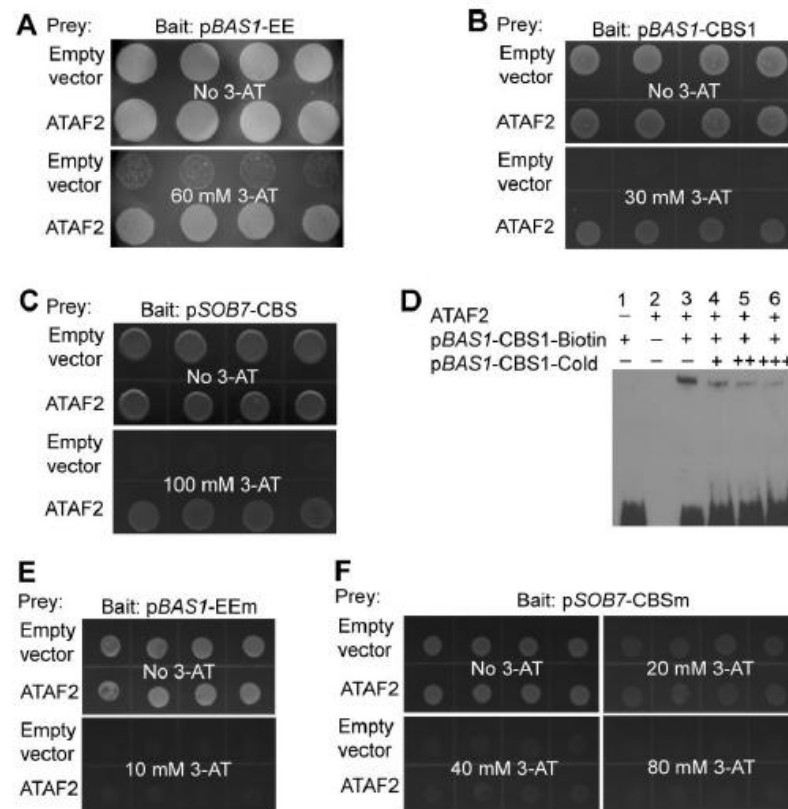 A Prey: Bait: pBAS1-EE
Empty vector
No 3-AT
ATAF2
Empty vector
60 mM 3-AT
ATAF2
B Prey: Bait: pBAS1-CBS1
Empty vector
No 3-AT
ATAF2
Empty vector
30 mM 3-AT
ATAF2
C Prey: Bait: pSOB7-CBS
Empty vector
No 3-AT
ATAF2
Empty vector
100 mM 3-AT
ATAF2
D 1 2 3 4 5 6
ATAF2 − + + + + +
pBAS1-CBS1-Biotin + − + + + +
pBAS1-CBS1-Cold − − − + ++ +++
E
Prey: Bait: pBAS1-EEm
Empty vector
No 3-AT
ATAF2
Empty vector
10 mM 3-AT
ATAF2
F
Prey: Bait: pSOB7-CBSm
Empty vector
No 3-AT 20 mM 3-AT
ATAF2
Empty vector
40 mM 3-AT 80 mM 3-AT
ATAF2